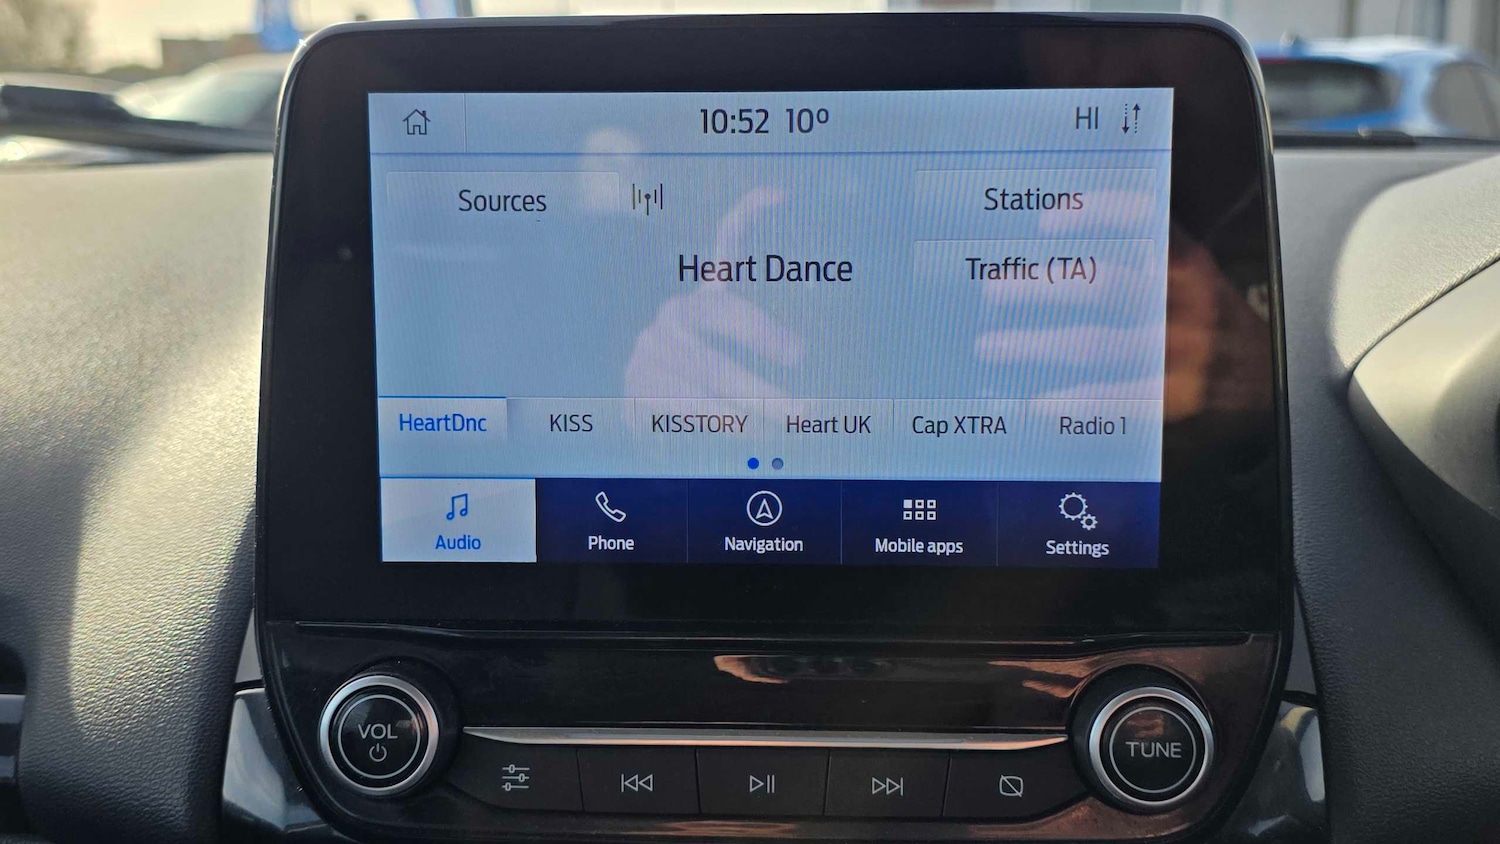 10:52 10º HI
Sources Stations
Heart Dance Traffic (TA)
HeartDnc KISS KISSTORY Heart UK Cap XTRA Radio 1
Audio Phone Navigation Mobile apps Settings
VOL TUNE